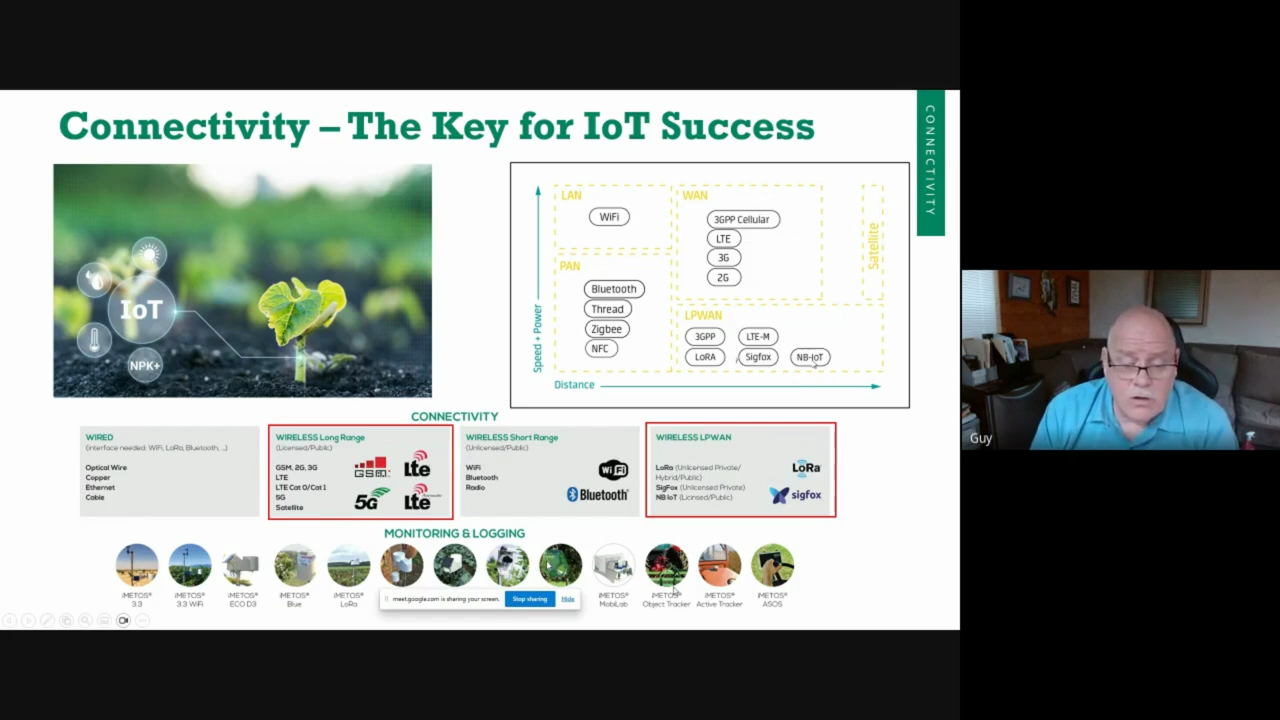 Connectivity – The Key for IoT Success
CONNECTIVITY
IoT
NPK+
LAN
WiFi
PAN
Bluetooth
Thread
Zigbee
NFC
WAN
3GPP Cellular
LTE
3G
2G
Satellite
LPWAN
3GPP
LTE-M
LoRA
Sigfox
NB-IoT
Speed + Power
Distance
CONNECTIVITY
WIRED
(interface needed: WiFi, LoRa, Bluetooth, ...)
Optical Wire
Copper
Ethernet
Cable
WIRELESS Long Range
(Licensed/Public)
GSM, 2G, 3G
LTE
LTE Cat 0/Cat 1
5G
Satellite
GSM
Lte
5G
Lte
WIRELESS Short Range
(Unlicensed/Public)
WiFi
Bluetooth
Radio
WiFi
Bluetooth
WIRELESS LPWAN
LoRa (Unlicensed Private/
Hybrid/Public)
SigFox (Unlicensed Private)
NB IoT (Licinsed/Public)
LoRa
sigfox
MONITORING & LOGGING
iMETOS®
3.3
iMETOS®
3.3 WiFi
iMETOS®
ECO D3
iMETOS®
Blue
iMETOS®
LoRa
iMETOS®
MobiLab
iMETOS®
Object Tracker
iMETOS®
Active Tracker
iMETOS®
ASOS
meet.google.com is sharing your screen.
Stop sharing
Hide
Guy